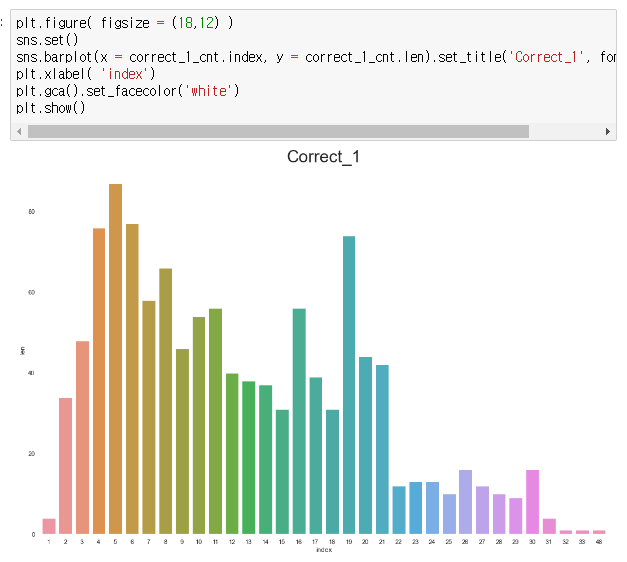 :
plt.figure( figsize = (18,12) )
sns.set()
sns.barplot(x = correct_1_cnt.index, y = correct_1_cnt.len).set_title('Correct_1', fon
plt.xlabel( 'index')
plt.gca().set_facecolor('white')
plt.show()
Correct_1
80
60
40
20
0
len
1 2 3 4 5 6 7 8 9 10 11 12 13 14 15 16 17 18 19 20 21 22 23 24 25 26 27 28 29 30 31 32 33 48
index